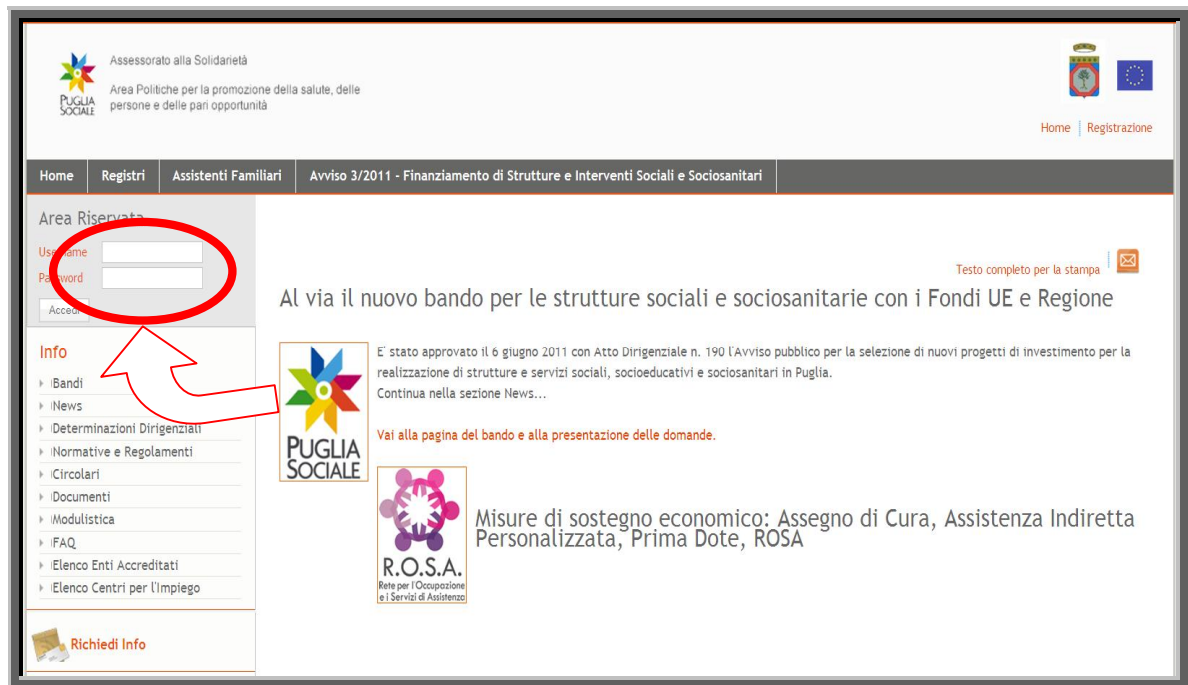 Assessorato alla Solidarietà
Area Politiche per la promozione della salute, delle
persone e delle pari opportunità
PUGLIA
SOCIALE
Home | Registrazione
Home
Registri
Assistenti Familiari
Avviso 3/2011 - Finanziamento di Strutture e Interventi Sociali e Sociosanitari
Area Riservata
Username
Password
Accedi
Info
Bandi
News
Determinazioni Dirigenziali
Normative e Regolamenti
Circolari
Documenti
Modulistica
FAQ
Elenco Enti Accreditati
Elenco Centri per l'Impiego
Richiedi Info
Testo completo per la stampa
Al via il nuovo bando per le strutture sociali e sociosanitarie con i Fondi UE e Regione
PUGLIA
SOCIALE
E' stato approvato il 6 giugno 2011 con Atto Dirigenziale n. 190 l'Avviso pubblico per la selezione di nuovi progetti di investimento per la
realizzazione di strutture e servizi sociali, socioeducativi e sociosanitari in Puglia.
Continua nella sezione News...
Vai alla pagina del bando e alla presentazione delle domande.
R.O.S.A.
Rete per l'Occupazione
e i Servizi di Assistenza
Misure di sostegno economico: Assegno di Cura, Assistenza Indiretta
Personalizzata, Prima Dote, ROSA